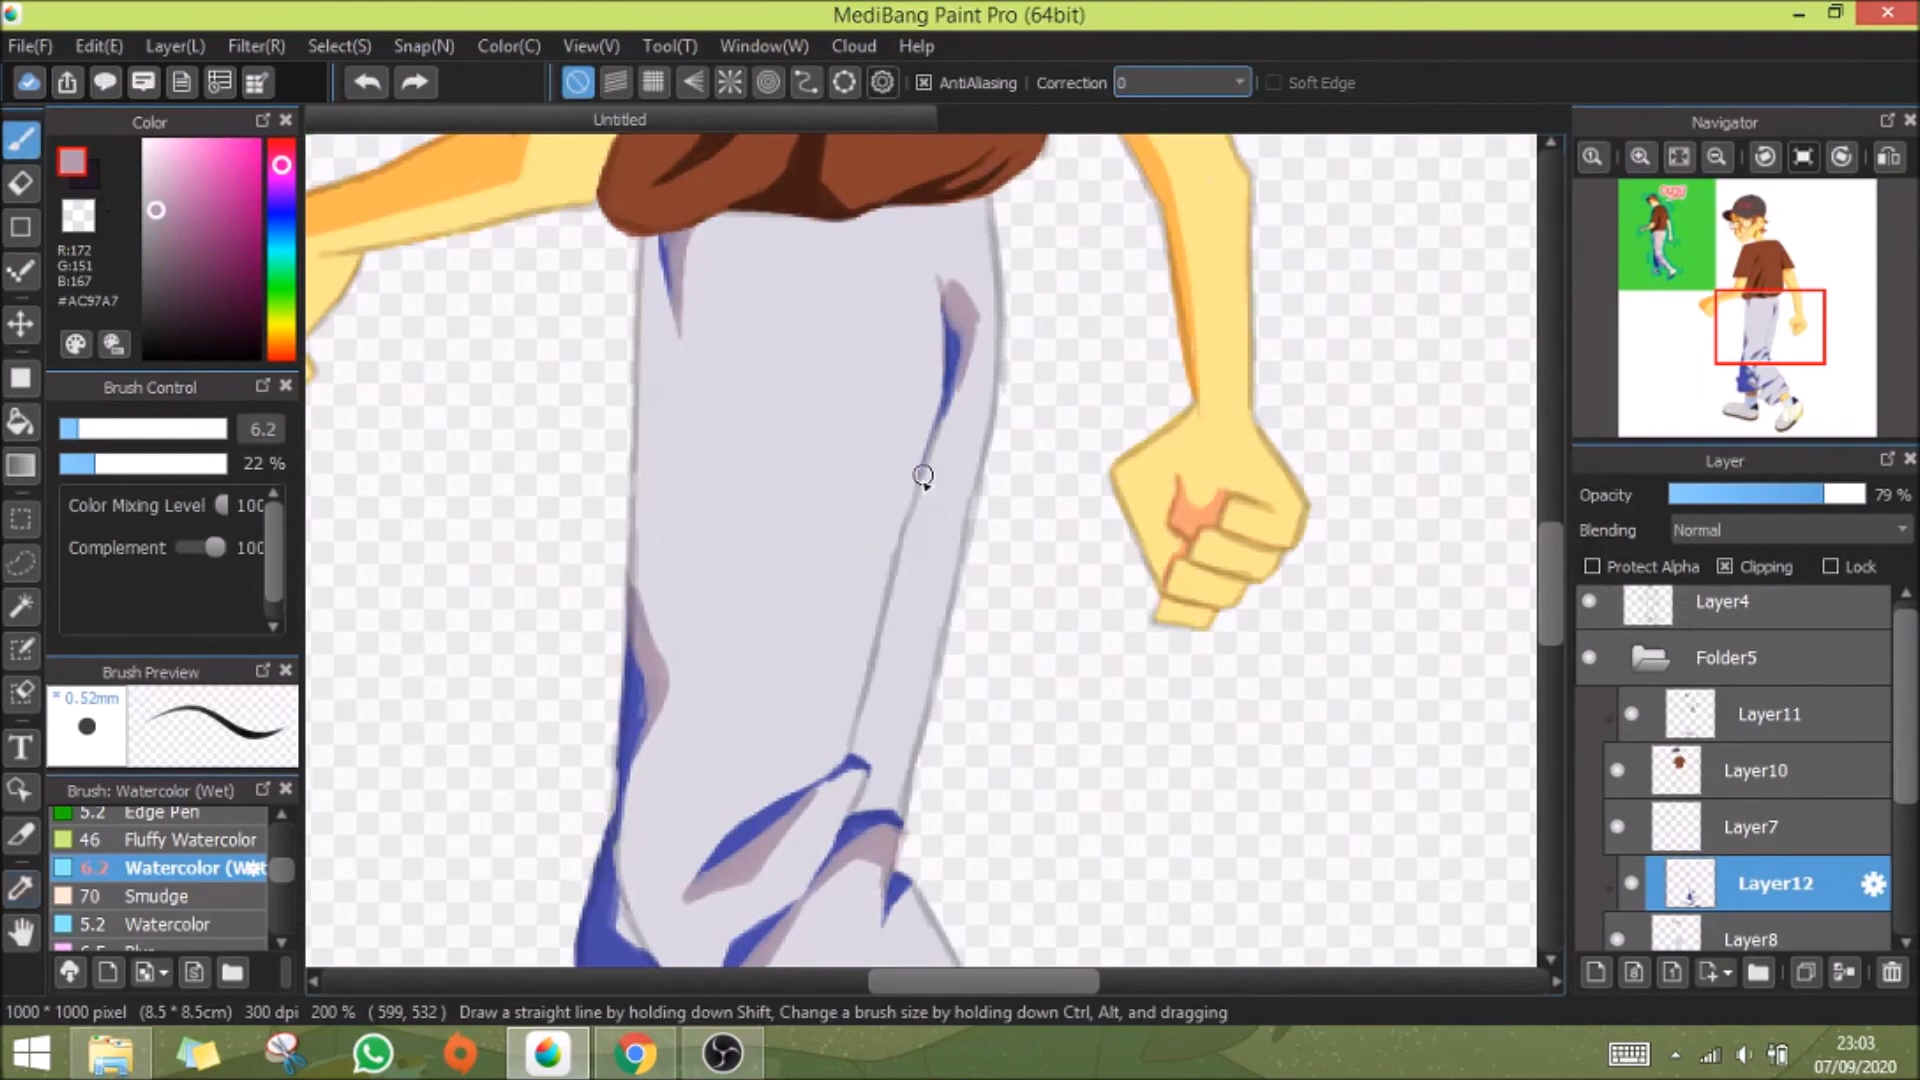 MediBang Paint Pro (64bit)
File(F) Edit(E) Layer(L) Filter(R) Select(S) Snap(N) Color(C) View(V) Tool(T) Window(W) Cloud Help
AntiAliasing Correction 0 Soft Edge
Color Untitled Navigator
R:172
G:151
B:167
#AC97A7
Brush Control
6.2
22 %
Color Mixing Level 100
Complement 100
Brush Preview
* 0.52mm
Brush: Watercolor (Wet)
5.2 Edge Pen
46 Fluffy Watercolor
6.2 Watercolor (Wet
70 Smudge
5.2 Watercolor
Layer
Opacity 79 %
Blending Normal
Protect Alpha Clipping Lock
Layer4
Folder5
Layer11
Layer10
Layer7
Layer12
Layer8
1000 * 1000 pixel (8.5 * 8.5cm) 300 dpi 200 % ( 599, 532 ) Draw a straight line by holding down Shift, Change a brush size by holding down Ctrl, Alt, and dragging
23:03
07/09/2020